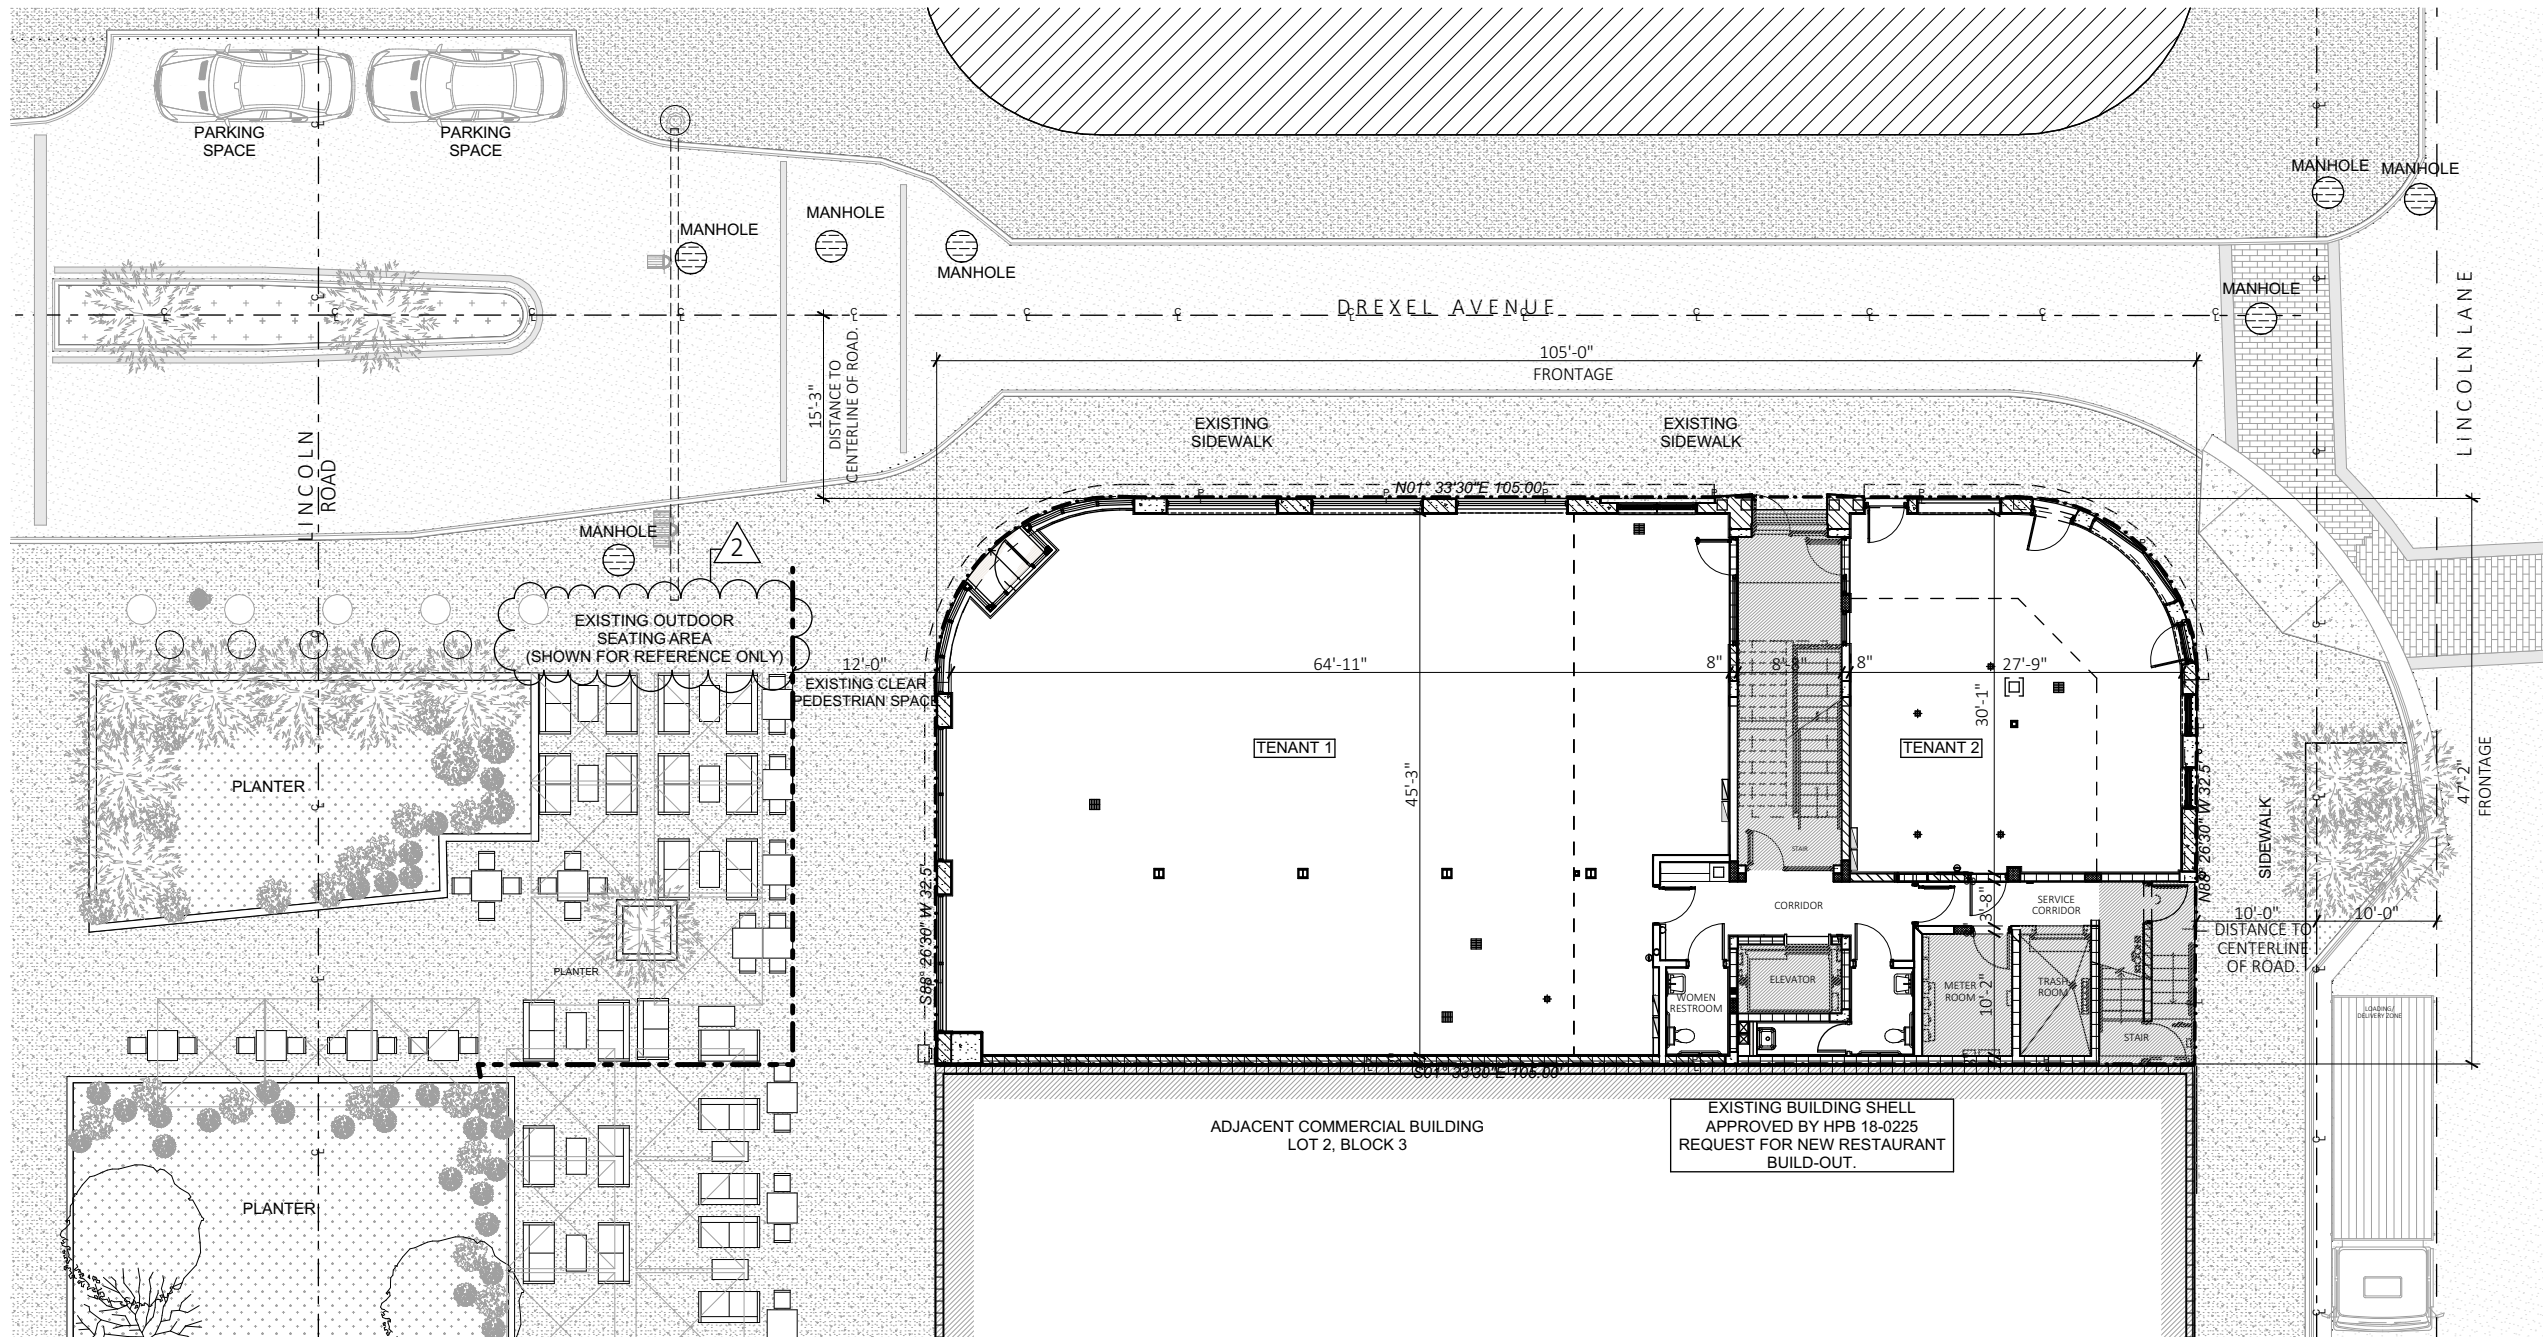 PARKING
SPACE
PARKING
SPACE
MANHOLE
MANHOLE
MANHOLE
MANHOLE
MANHOLE
MANHOLE
DREXEL AVENUE
MANHOLE
LINCOLN LANE
105'-0"
FRONTAGE
15'-3"
DISTANCE TO
CENTERLINE OF ROAD.
LINCOLN
ROAD
EXISTING
SIDEWALK
EXISTING
SIDEWALK
N01° 33'30"E 105.00'
MANHOLE
2
EXISTING OUTDOOR
SEATING AREA
(SHOWN FOR REFERENCE ONLY)
12'-0"
EXISTING CLEAR
PEDESTRIAN SPACE
64'-11"
8"
8"
27'-9"
30'-1"
TENANT 1
TENANT 2
45'-3"
PLANTER
47'-2"
FRONTAGE
SIDEWALK
N88° 26'30" W 32.5'
S88° 26'30" W 32.5'
STAIR
CORRIDOR
3'-8"
SERVICE
CORRIDOR
10'-0"
10'-0"
DISTANCE TO
CENTERLINE
OF ROAD.
PLANTER
WOMEN
RESTROOM
ELEVATOR
METER
ROOM
10'-2"
TRASH
ROOM
STAIR
LOADING/
DELIVERY ZONE
S01° 33'30"E 105.00'
ADJACENT COMMERCIAL BUILDING
LOT 2, BLOCK 3
EXISTING BUILDING SHELL
APPROVED BY HPB 18-0225
REQUEST FOR NEW RESTAURANT
BUILD-OUT.
PLANTER